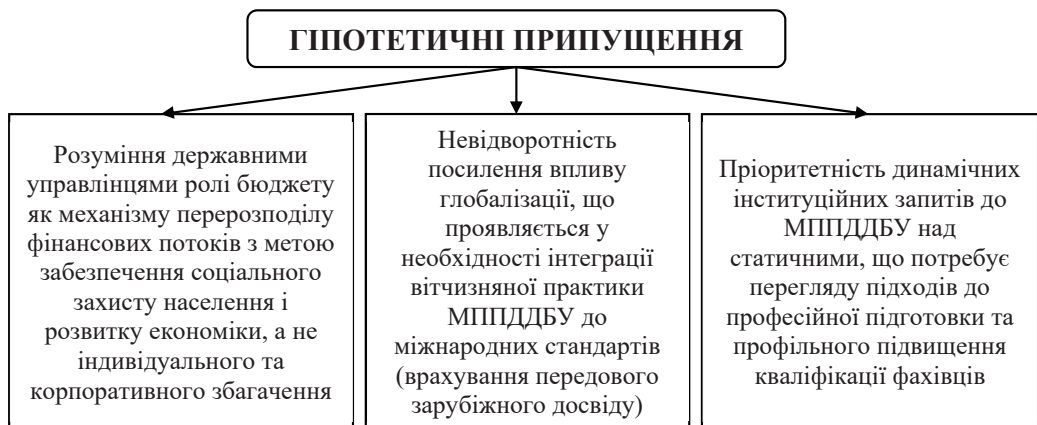 ГІПОТЕТИЧНІ ПРИПУЩЕННЯ
Розуміння державними
управлінцями ролі бюджету
як механізму перерозподілу
фінансових потоків з метою
забезпечення соціального
захисту населення і
розвитку економіки, а не
індивідуального та
корпоративного збагачення
Невідворотність
посилення впливу
глобалізації, що
проявляється у
необхідності інтеграції
вітчизняної практики
МППДДБУ до
міжнародних стандартів
(врахування передового
зарубіжного досвіду)
Пріоритетність динамічних
інституційних запитів до
МППДДБУ над
статичними, що потребує
перегляду підходів до
професійної підготовки та
профільного підвищення
кваліфікації фахівців